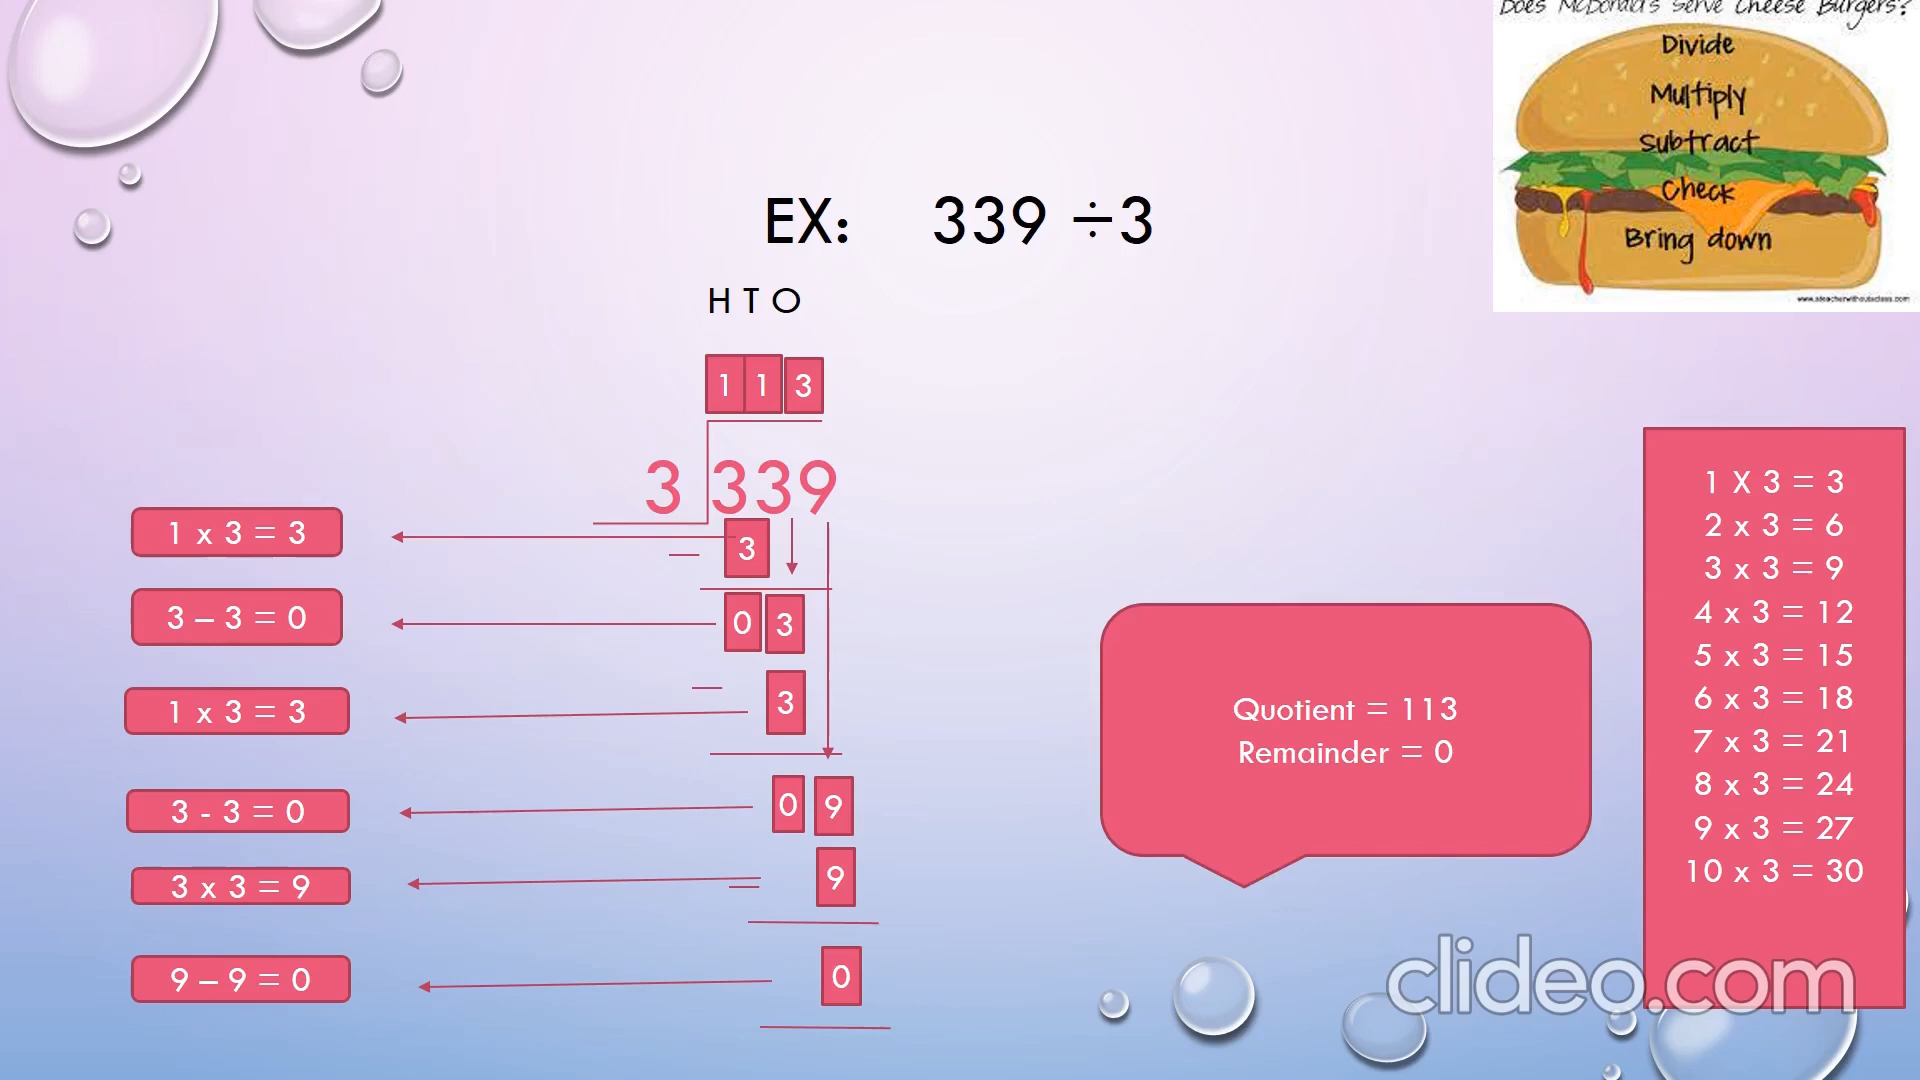 Does McDonald's Serve Cheese Burgers?
Divide
Multiply
Subtract
Check
Bring down
www.ateacherwithoutaclass.com
EX: 339 ÷3
H T O
1 1 3
3 339
1 x 3 = 3
3
3 – 3 = 0
0 3
1 x 3 = 3
3
3 - 3 = 0
0 9
3 x 3 = 9
9
9 – 9 = 0
0
Quotient = 113
Remainder = 0
1 X 3 = 3
2 x 3 = 6
3 x 3 = 9
4 x 3 = 12
5 x 3 = 15
6 x 3 = 18
7 x 3 = 21
8 x 3 = 24
9 x 3 = 27
10 x 3 = 30
clideo.com